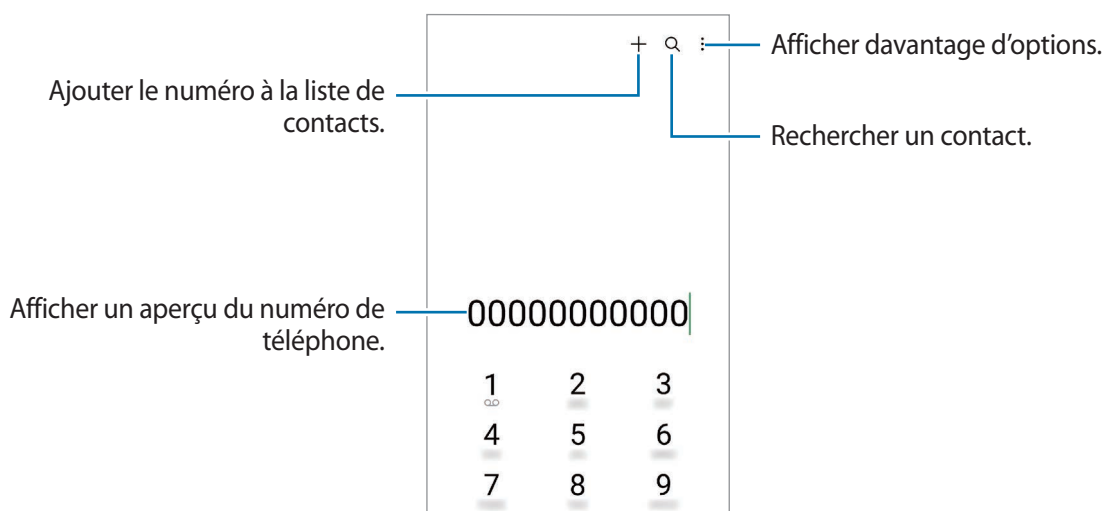 Afficher davantage d’options.
Ajouter le numéro à la liste de
contacts.
Rechercher un contact.
Afficher un aperçu du numéro de
téléphone.
00000000000
1 2 3
4 5 6
7 8 9